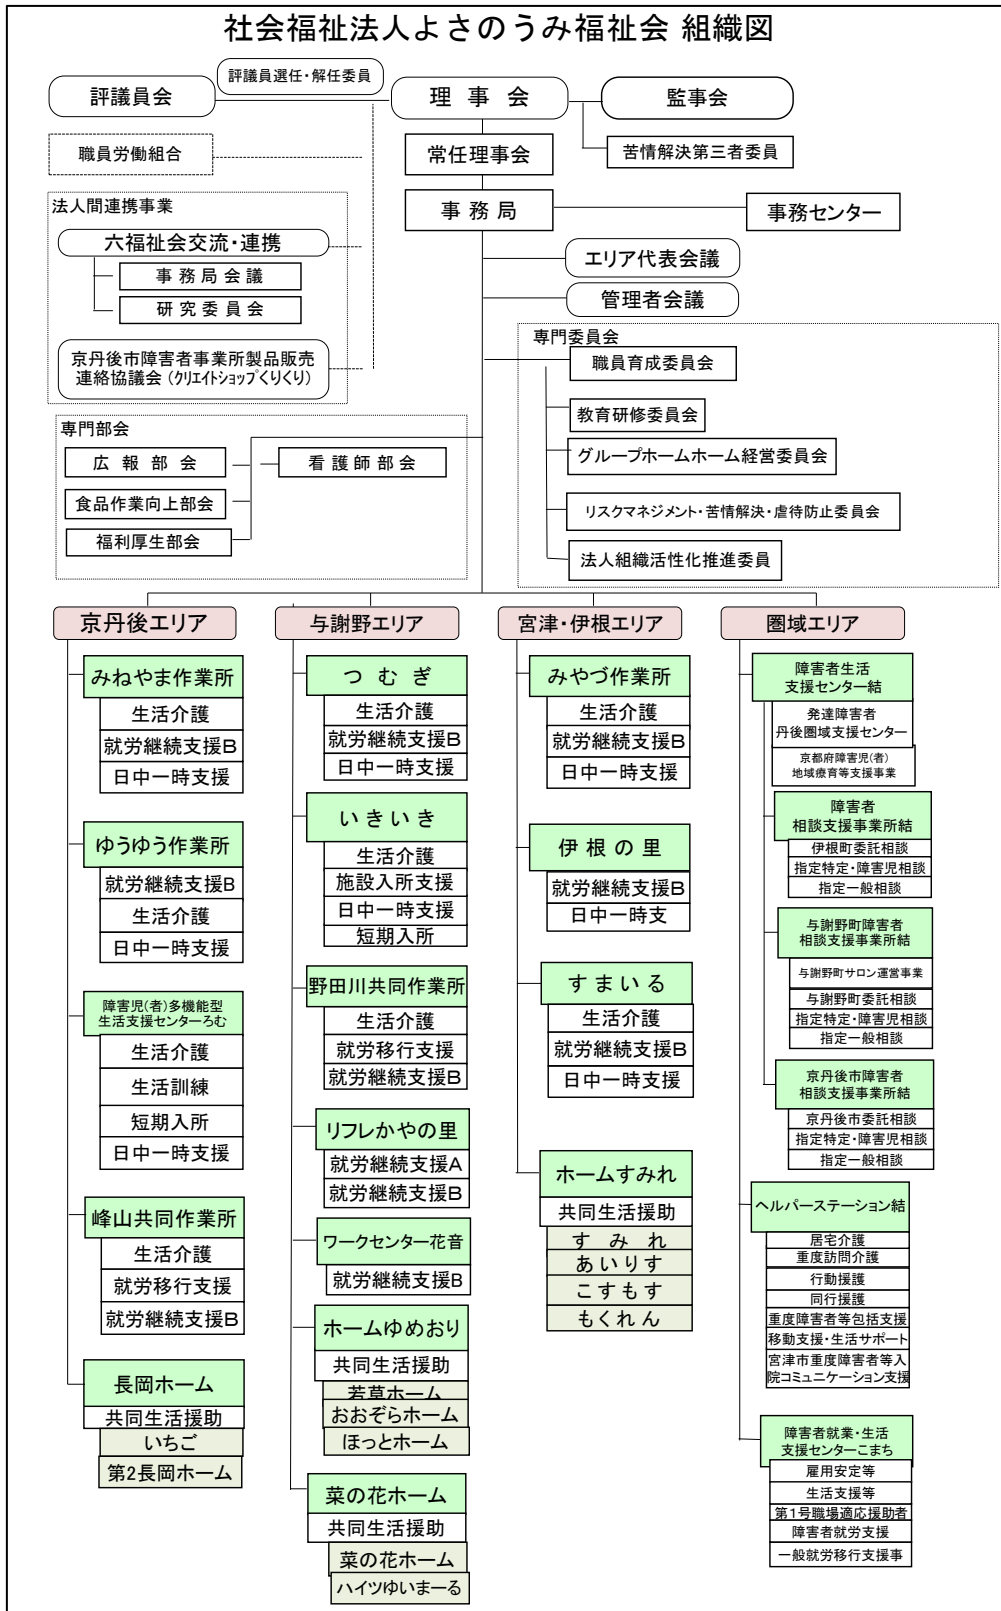 社会福祉法人よさのうみ福祉会 組織図
評議員会
評議員選任・解任委員
理事会
監事会
職員労働組合
常任理事会
苦情解決第三者委員
事務局
事務センター
法人間連携事業
六福祉会交流・連携
事務局会議
研究委員会
京丹後市障害者事業所製品販売
連絡協議会(クリエイトショップくりくり)
エリア代表会議
管理者会議
専門委員会
職員育成委員会
教育研修委員会
グループホームホーム経営委員会
リスクマネジメント・苦情解決・虐待防止委員会
法人組織活性化推進委員
専門部会
広報部会
看護師部会
食品作業向上部会
福利厚生部会
京丹後エリア
みねやま作業所
生活介護
就労継続支援B
日中一時支援
ゆうゆう作業所
就労継続支援B
生活介護
日中一時支援
障害児(者)多機能型
生活支援センターろむ
生活介護
生活訓練
短期入所
日中一時支援
峰山共同作業所
生活介護
就労移行支援
就労継続支援B
長岡ホーム
共同生活援助
いちご
第2長岡ホーム
与謝野エリア
つむぎ
生活介護
就労継続支援B
日中一時支援
いきいき
生活介護
施設入所支援
日中一時支援
短期入所
野田川共同作業所
生活介護
就労移行支援
就労継続支援B
リフレかやの里
就労継続支援A
就労継続支援B
ワークセンター花音
就労継続支援B
ホームゆめおり
共同生活援助
若草ホーム
おおぞらホーム
ほっとホーム
菜の花ホーム
共同生活援助
菜の花ホーム
ハイツゆいまーる
宮津・伊根エリア
みやづ作業所
生活介護
就労継続支援B
日中一時支援
伊根の里
就労継続支援B
日中一時支
すまいる
生活介護
就労継続支援B
日中一時支援
ホームすみれ
共同生活援助
すみれ
あいりす
こすもす
もくれん
圏域エリア
障害者生活
支援センター結
発達障害者
丹後圏域支援センター
京都府障害児(者)
地域療育等支援事業
障害者
相談支援事業所結
伊根町委託相談
指定特定・障害児相談
指定一般相談
与謝野町障害者
相談支援事業所結
与謝野町サロン運営事業
与謝野町委託相談
指定特定・障害児相談
指定一般相談
京丹後市障害者
相談支援事業所結
京丹後市委託相談
指定特定・障害児相談
指定一般相談
ヘルパーステーション結
居宅介護
重度訪問介護
行動援護
同行援護
重度障害者等包括支援
移動支援・生活サポート
宮津市重度障害者等入
院コミュニケーション支援
障害者就業・生活
支援センターこまち
雇用安定等
生活支援等
第1号職場適応援助者
障害者就労支援
一般就労移行支援事